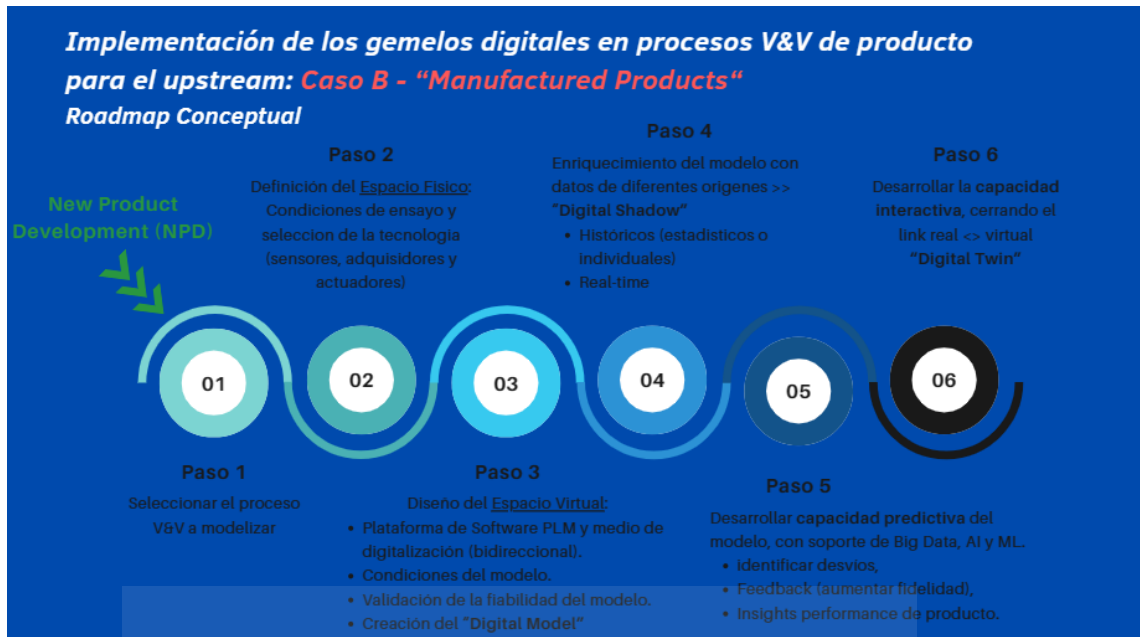 Implementación de los gemelos digitales en procesos V&V de producto
para el upstream: Caso B - “Manufactured Products“
Roadmap Conceptual
New Product
Development (NPD)
Paso 2
Definición del Espacio Fisico:
Condiciones de ensayo y
seleccion de la tecnologia
(sensores, adquisidores y
actuadores)
Paso 4
Enriquecimiento del modelo con
datos de diferentes origenes >>
“Digital Shadow“
• Históricos (estadisticos o
individuales)
• Real-time
Paso 6
Desarrollar la capacidad
interactiva, cerrando el
link real <> virtual
“Digital Twin”
01
02
03
04
05
06
Paso 1
Seleccionar el proceso
V&V a modelizar
Paso 3
Diseño del Espacio Virtual:
• Plataforma de Software PLM y medio de
digitalización (bidireccional).
• Condiciones del modelo.
• Validación de la fiabilidad del modelo.
• Creación del “Digital Model”
Paso 5
Desarrollar capacidad predictiva del
modelo, con soporte de Big Data, AI y ML.
• identificar desvios,
• Feedback (aumentar fidelidad),
• Insights performance de producto.